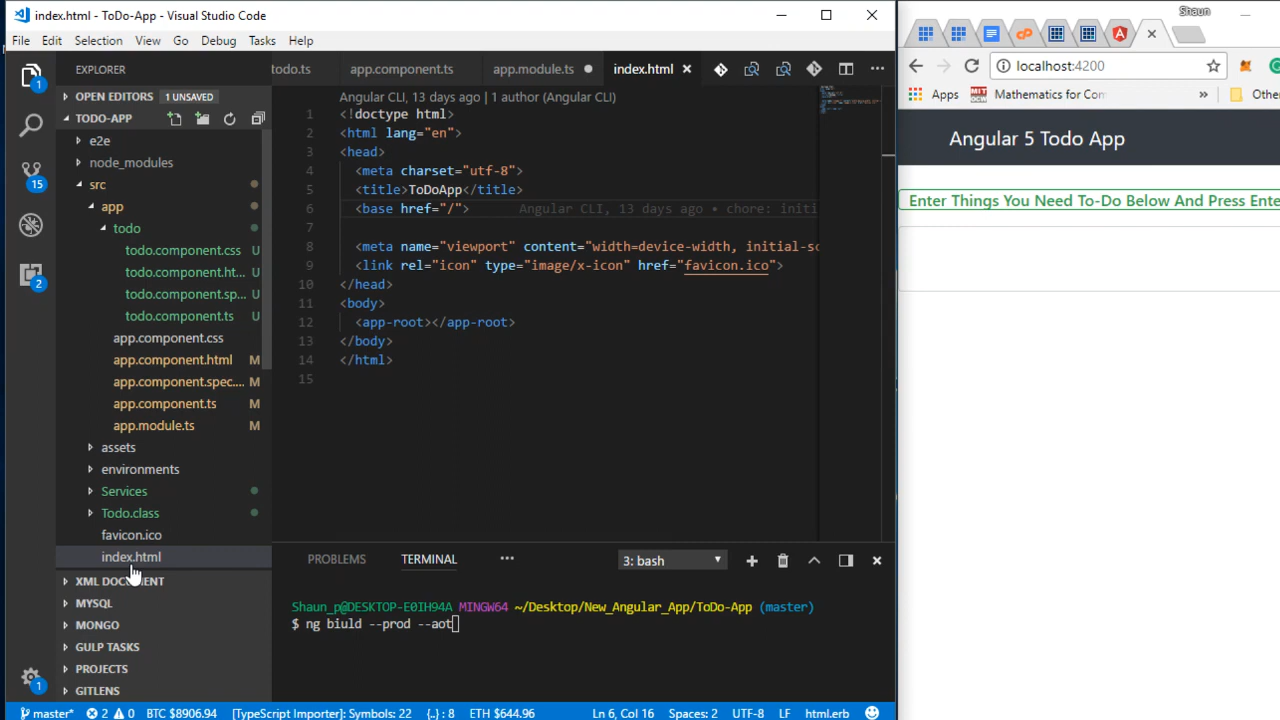 index.html - ToDo-App - Visual Studio Code
File Edit Selection View Go Debug Tasks Help
EXPLORER
OPEN EDITORS 1 UNSAVED
TODO-APP
e2e
node_modules
src
app
todo
todo.component.css U
todo.component.ht... U
todo.component.sp... U
todo.component.ts U
app.component.css
app.component.html M
app.component.spec.... M
app.component.ts M
app.module.ts M
assets
environments
Services
Todo.class
favicon.ico
index.html
XML DOCUMENT
MYSQL
MONGO
GULP TASKS
PROJECTS
GITLENS
1
15
2
1
todo.ts app.component.ts app.module.ts index.html
Angular CLI, 13 days ago | 1 author (Angular CLI)
1 <!doctype html>
2 <html lang="en">
3 <head>
4 <meta charset="utf-8">
5 <title>ToDoApp</title>
6 <base href="/"> Angular CLI, 13 days ago • chore: initi
7
8 <meta name="viewport" content="width=device-width, initial-sc
9 <link rel="icon" type="image/x-icon" href="favicon.ico">
10 </head>
11 <body>
12 <app-root></app-root>
13 </body>
14 </html>
15
PROBLEMS TERMINAL ••• 3: bash
Shaun_p@DESKTOP-E0IH94A MINGW64 ~/Desktop/New_Angular_App/ToDo-App (master)
$ ng biuld --prod --aot
master* 2 0 BTC $8906.94 [TypeScript Importer]: Symbols: 22 {..} : 8 ETH $644.96 Ln 6, Col 16 Spaces: 2 UTF-8 LF html.erb
Shaun
localhost:4200
Apps MIT OCW Mathematics for Com » Other
Angular 5 Todo App
Enter Things You Need To-Do Below And Press Ente